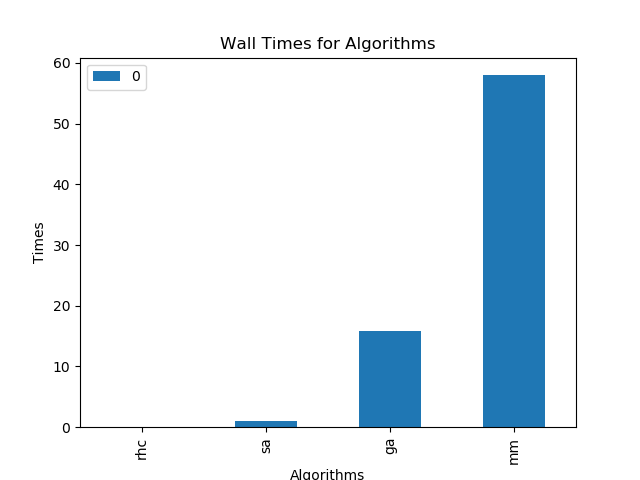 Wall Times for Algorithms
0
60
50
40
30
20
10
0
Times
rhc
sa
ga
mm
Algorithms